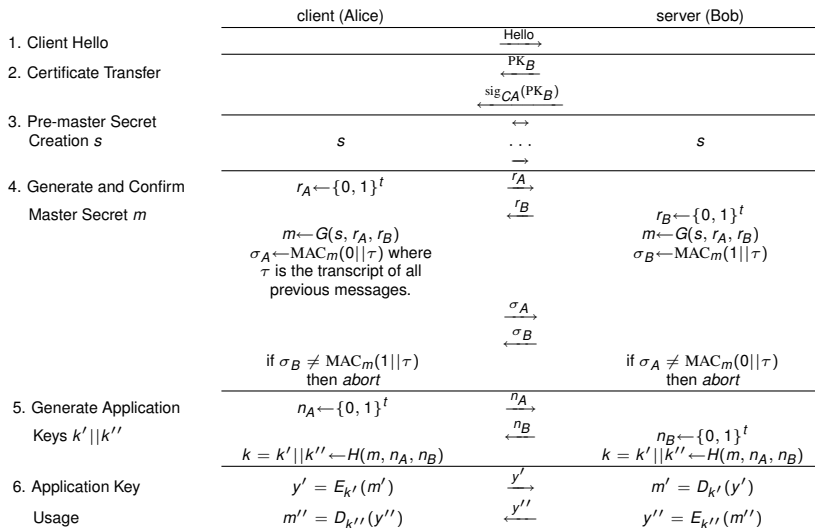 client (Alice) server (Bob)
1. Client Hello Hello
2. Certificate Transfer PK_B
sig_CA(PK_B)
3. Pre-master Secret ↔
Creation s s . . . s
→
4. Generate and Confirm r_A←{0, 1}^t r_A
Master Secret m r_B r_B←{0, 1}^t
m←G(s, r_A, r_B) m←G(s, r_A, r_B)
σ_A←MAC_m(0||τ) where σ_B←MAC_m(1||τ)
τ is the transcript of all
previous messages.
σ_A
σ_B
if σ_B ≠ MAC_m(1||τ) if σ_A ≠ MAC_m(0||τ)
then abort then abort
5. Generate Application n_A←{0, 1}^t n_A
Keys k′||k′′ n_B n_B←{0, 1}^t
k = k′||k′′←H(m, n_A, n_B) k = k′||k′′←H(m, n_A, n_B)
6. Application Key y′ = E_k′(m′) y′ m′ = D_k′(y′)
Usage m′′ = D_k′′(y′′) y′′ y′′ = E_k′′(m′′)